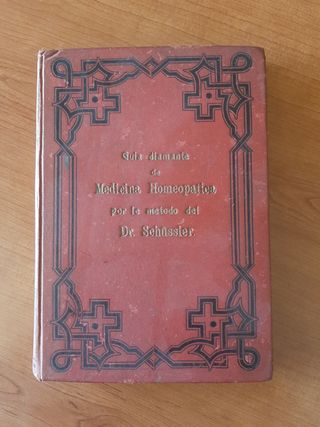 Guia diamante
de
Medicina Homeopatica
por le metodo del
Dr. Schüssler.